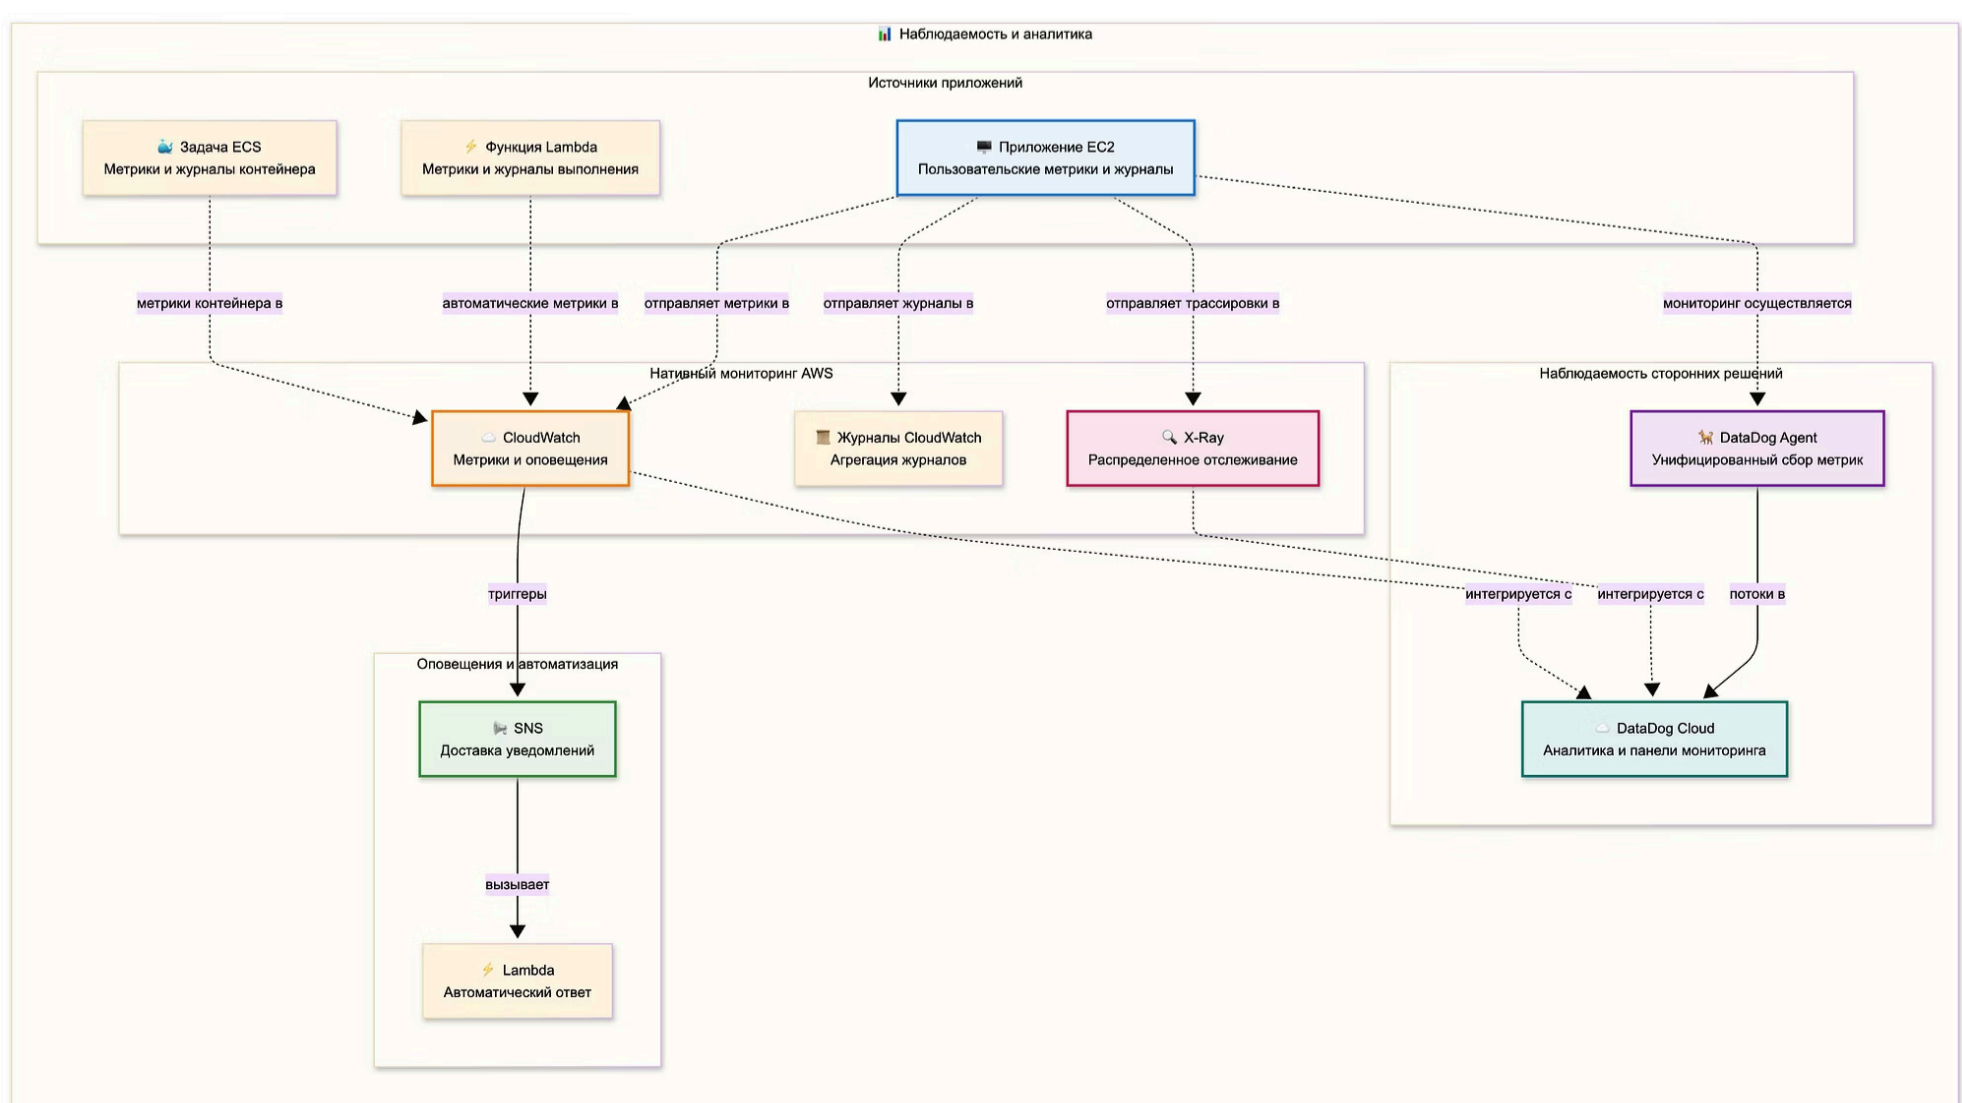 📊 Наблюдаемость и аналитика
Источники приложений
🐳 Задача ECS
Метрики и журналы контейнера
⚡ Функция Lambda
Метрики и журналы выполнения
🖥️ Приложение EC2
Пользовательские метрики и журналы
метрики контейнера в
автоматические метрики в
отправляет метрики в
отправляет журналы в
отправляет трассировки в
мониторинг осуществляется
Нативный мониторинг AWS
Наблюдаемость сторонних решений
☁️ CloudWatch
Метрики и оповещения
📜 Журналы CloudWatch
Агрегация журналов
🔍 X-Ray
Распределенное отслеживание
🐕 DataDog Agent
Унифицированный сбор метрик
триггеры
интегрируется с
интегрируется с
потоки в
Оповещения и автоматизация
📢 SNS
Доставка уведомлений
☁️ DataDog Cloud
Аналитика и панели мониторинга
вызывает
⚡ Lambda
Автоматический ответ